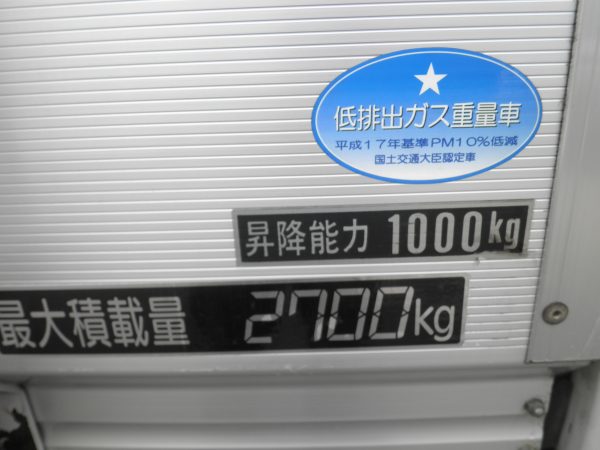 低排出ガス重量車
平成17年基準PM10%低減
国土交通大臣認定車
昇降能力 1000kg
最大積載量 2700kg